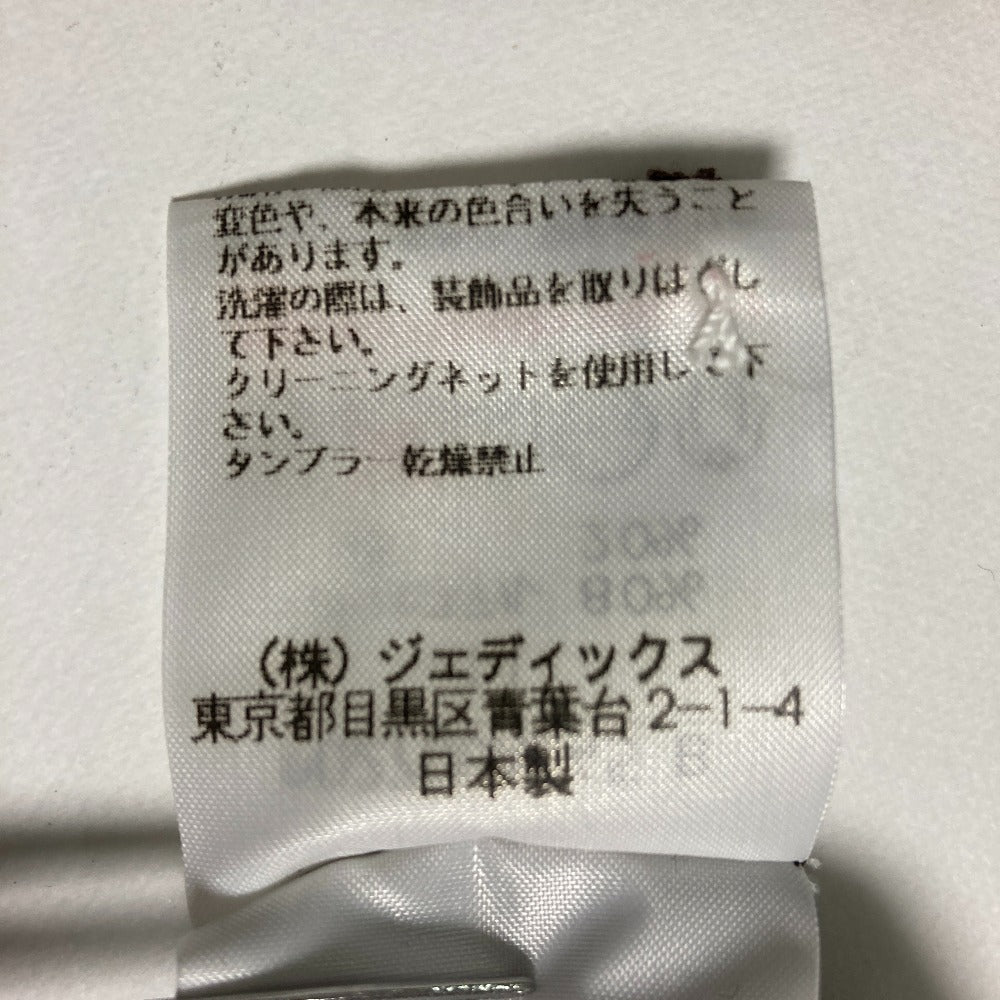 変色や、本来の色合いを失うこと
があります。
洗濯の際は、装飾品を取りはずし
て下さい。
クリーニングネットを使用して下
さい。
タンブラー乾燥禁止
(株)ジェディックス
東京都目黒区青葉台2-1-4
日本製